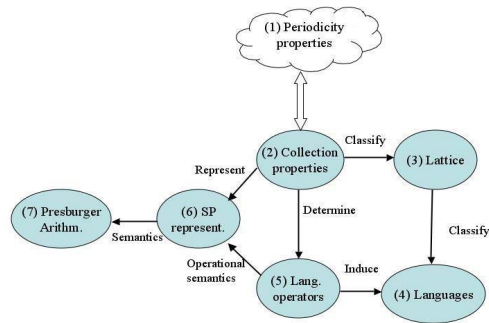 (1) Periodicity
properties
Classify
(2) Collection
properties
(3) Lattice
Represent
(7) Presburger
Arithm.
(6) SP
represent.
Determine
Semantics
Classify
Operational
semantics
(5) Lang.
operators
Induce
(4) Languages